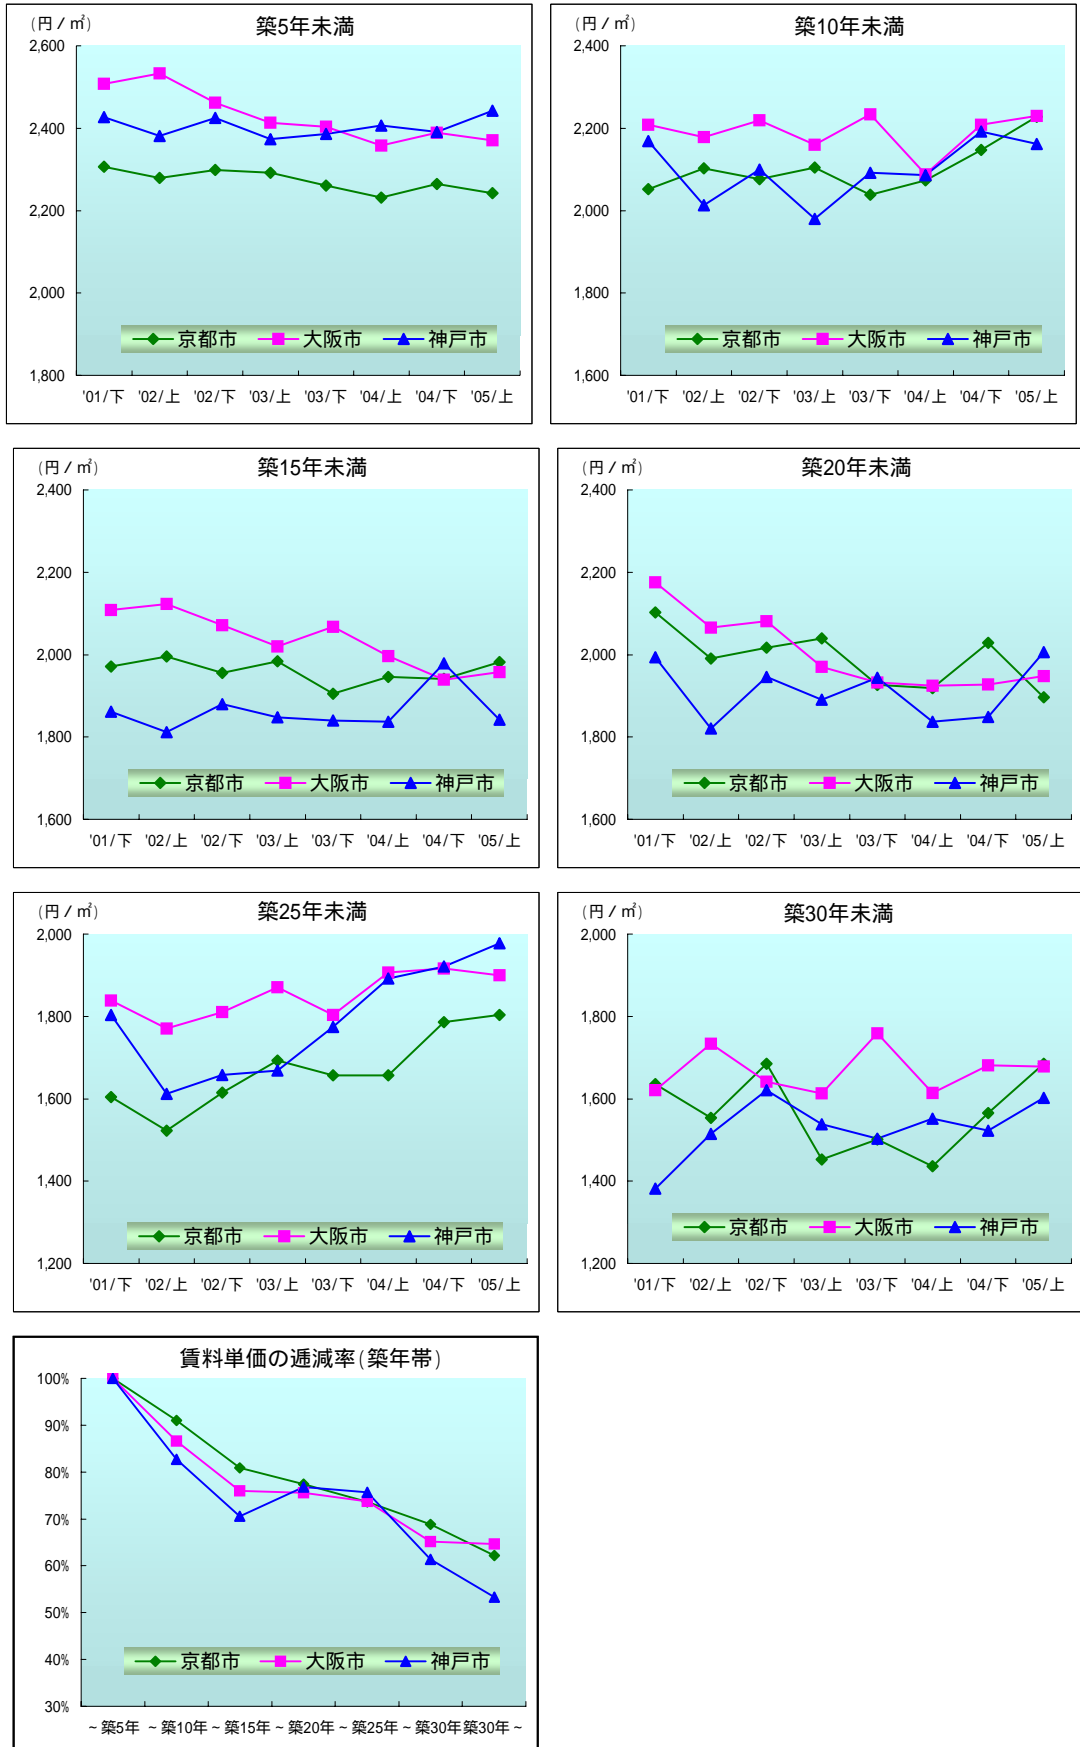 (円／㎡)
築5年未満
2,600
2,400
2,200
2,000
1,800
京都市 大阪市 神戸市
'01/下 '02/上 '02/下 '03/上 '03/下 '04/上 '04/下 '05/上
(円／㎡)
築10年未満
2,400
2,200
2,000
1,800
1,600
京都市 大阪市 神戸市
'01/下 '02/上 '02/下 '03/上 '03/下 '04/上 '04/下 '05/上
(円／㎡)
築15年未満
2,400
2,200
2,000
1,800
1,600
京都市 大阪市 神戸市
'01/下 '02/上 '02/下 '03/上 '03/下 '04/上 '04/下 '05/上
(円／㎡)
築20年未満
2,400
2,200
2,000
1,800
1,600
京都市 大阪市 神戸市
'01/下 '02/上 '02/下 '03/上 '03/下 '04/上 '04/下 '05/上
(円／㎡)
築25年未満
2,000
1,800
1,600
1,400
1,200
京都市 大阪市 神戸市
'01/下 '02/上 '02/下 '03/上 '03/下 '04/上 '04/下 '05/上
(円／㎡)
築30年未満
2,000
1,800
1,600
1,400
1,200
京都市 大阪市 神戸市
'01/下 '02/上 '02/下 '03/上 '03/下 '04/上 '04/下 '05/上
賃料単価の逓減率(築年帯)
100%
90%
80%
70%
60%
50%
40%
30%
京都市 大阪市 神戸市
～築5年 ～築10年 ～築15年 ～築20年 ～築25年 ～築30年 築30年～